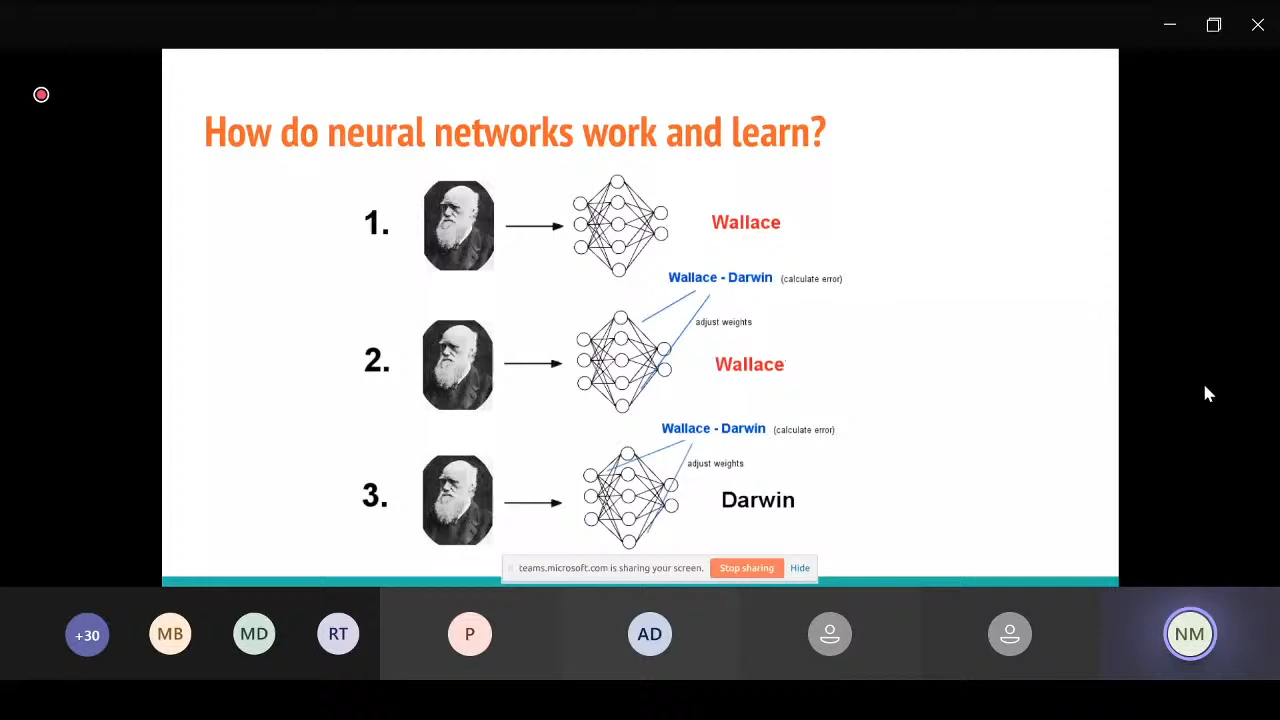 How do neural networks work and learn?
1.
Wallace
Wallace - Darwin (calculate error)
adjust weights
2.
Wallace
Wallace - Darwin (calculate error)
adjust weights
3.
Darwin
teams.microsoft.com is sharing your screen. Stop sharing Hide
+30 MB MD RT P AD NM